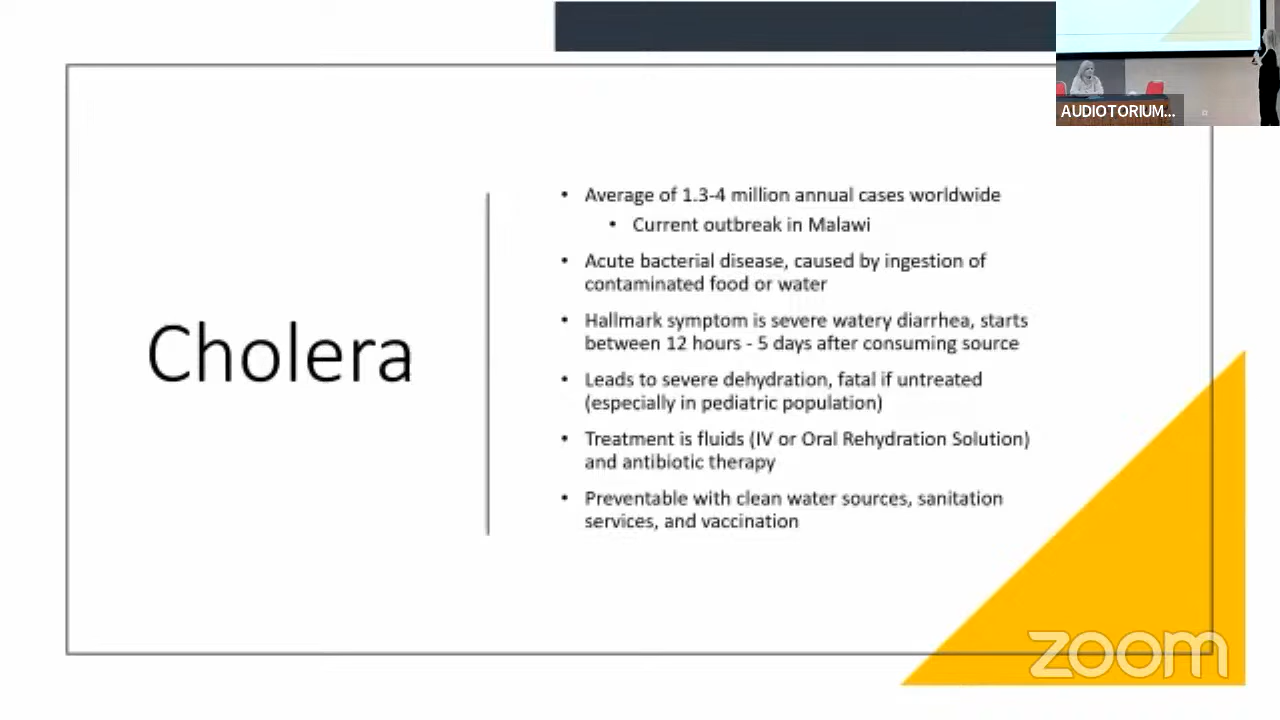 AUDIOTORIUM...
Cholera
• Average of 1.3-4 million annual cases worldwide
• Current outbreak in Malawi
• Acute bacterial disease, caused by ingestion of
contaminated food or water
• Hallmark symptom is severe watery diarrhea, starts
between 12 hours - 5 days after consuming source
• Leads to severe dehydration, fatal if untreated
(especially in pediatric population)
• Treatment is fluids (IV or Oral Rehydration Solution)
and antibiotic therapy
• Preventable with clean water sources, sanitation
services, and vaccination
zoom